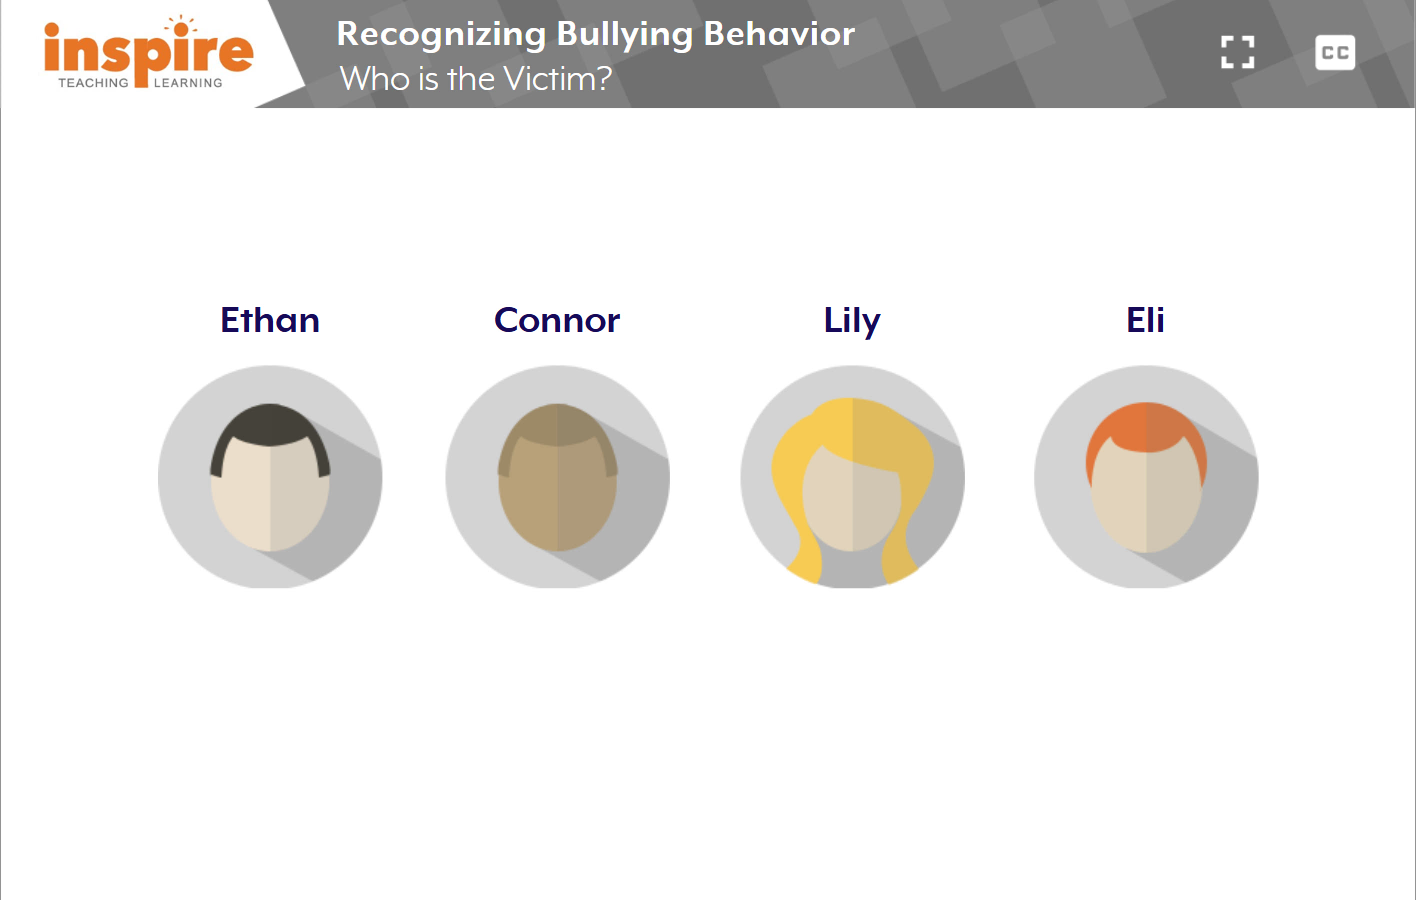 inspire
TEACHING LEARNING
Recognizing Bullying Behavior
Who is the Victim?
CC
Ethan
Connor
Lily
Eli